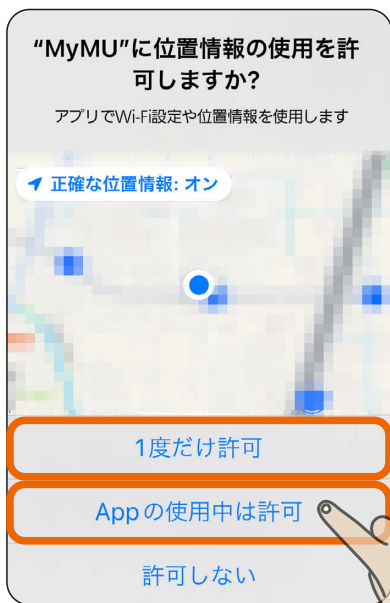 “MyMU”に位置情報の使用を許
可しますか?
アプリでWi-Fi設定や位置情報を使用します
正確な位置情報: オン
1度だけ許可
Appの使用中は許可
許可しない